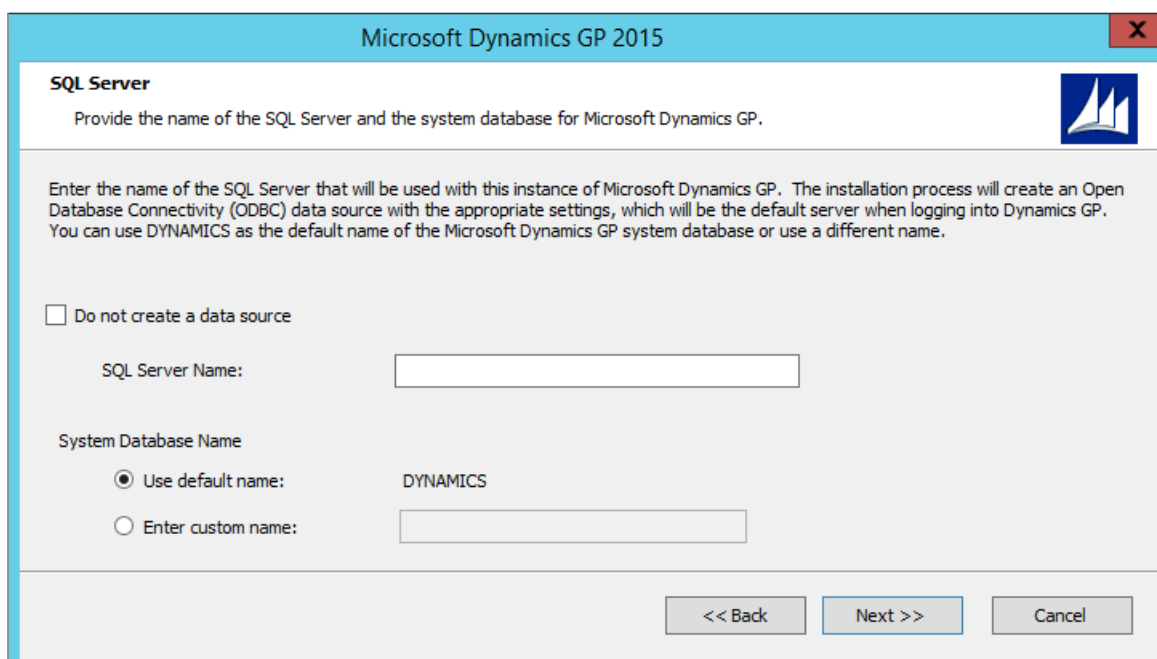 Microsoft Dynamics GP 2015
X
SQL Server
Provide the name of the SQL Server and the system database for Microsoft Dynamics GP.
Enter the name of the SQL Server that will be used with this instance of Microsoft Dynamics GP.  The installation process will create an Open
Database Connectivity (ODBC) data source with the appropriate settings, which will be the default server when logging into Dynamics GP.
You can use DYNAMICS as the default name of the Microsoft Dynamics GP system database or use a different name.
Do not create a data source
SQL Server Name:
System Database Name
Use default name: DYNAMICS
Enter custom name:
<< Back Next >> Cancel